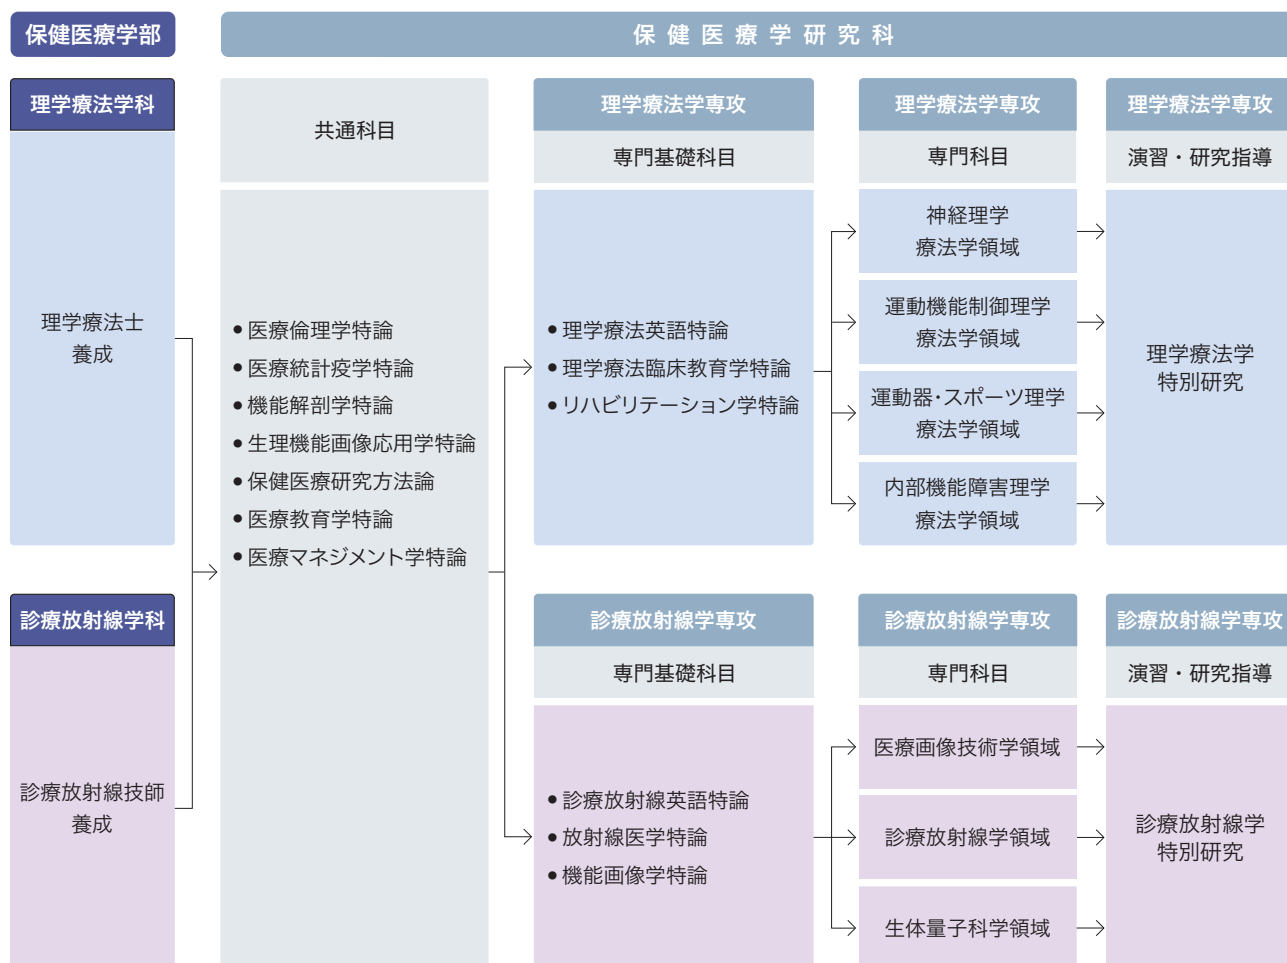 保健医療学部
保健医療学研究科
理学療法学科
理学療法士
養成
診療放射線学科
診療放射線技師
養成
共通科目
● 医療倫理学特論
● 医療統計疫学特論
● 機能解剖学特論
● 生理機能画像応用学特論
● 保健医療研究方法論
● 医療教育学特論
● 医療マネジメント学特論
理学療法学専攻
専門基礎科目
● 理学療法英語特論
● 理学療法臨床教育学特論
● リハビリテーション学特論
理学療法学専攻
専門科目
神経理学
療法学領域
運動機能制御理学
療法学領域
運動器・スポーツ理学
療法学領域
内部機能障害理学
療法学領域
理学療法学専攻
演習・研究指導
理学療法学
特別研究
診療放射線学専攻
専門基礎科目
● 診療放射線英語特論
● 放射線医学特論
● 機能画像学特論
診療放射線学専攻
専門科目
医療画像技術学領域
診療放射線学領域
生体量子科学領域
診療放射線学専攻
演習・研究指導
診療放射線学
特別研究